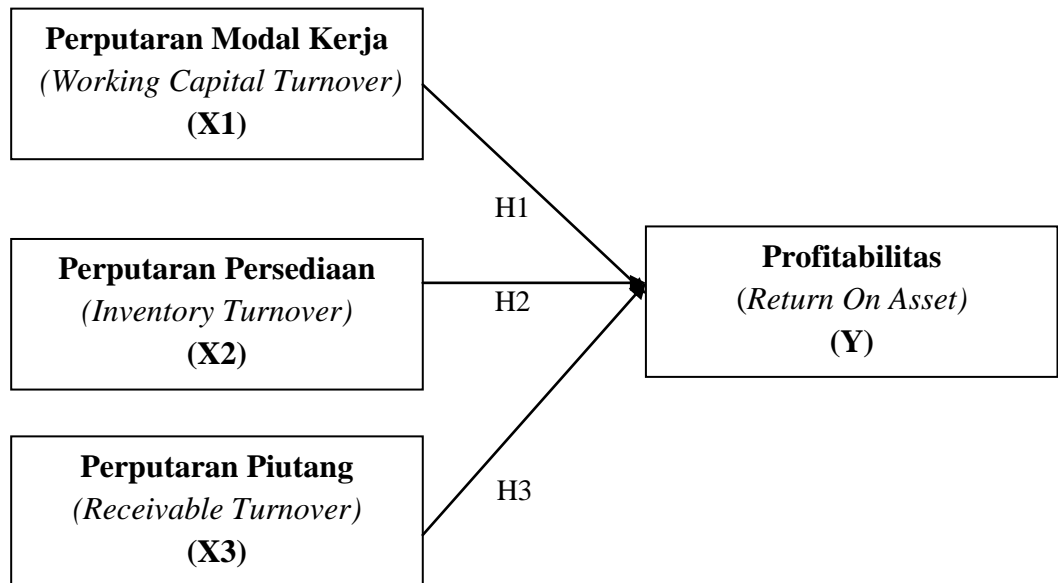 Perputaran Modal Kerja
(Working Capital Turnover)
(X1)
H1
Perputaran Persediaan
(Inventory Turnover)
(X2)
H2
Profitabilitas
(Return On Asset)
(Y)
Perputaran Piutang
(Receivable Turnover)
(X3)
H3